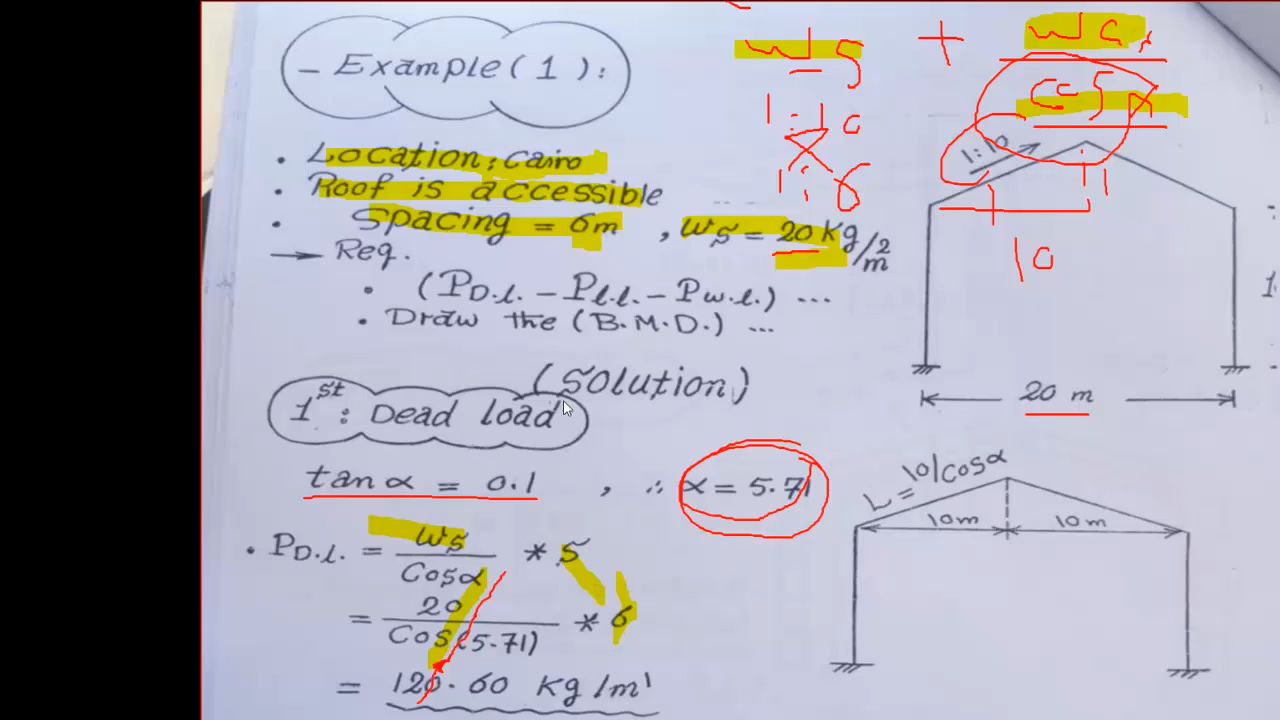 - Example (1):
• Location: Cairo
• Roof is accessible
• Spacing = 6m , ws = 20 Kg/m²
→ Req.
• (PD.l. - Pl.l. - Pw.l.) ...
• Draw the (B.M.D.) ...
(Solution)
1st: Dead load
tan α = 0.1 , ∴ α = 5.71
• PD.l. = ws/Cos α * 5
= 20/Cos(5.71) * 6
= 120.60 Kg/m'
+
1:10
1:6
1:10
1
10
20 m
L = 10/cos α
10m 10m